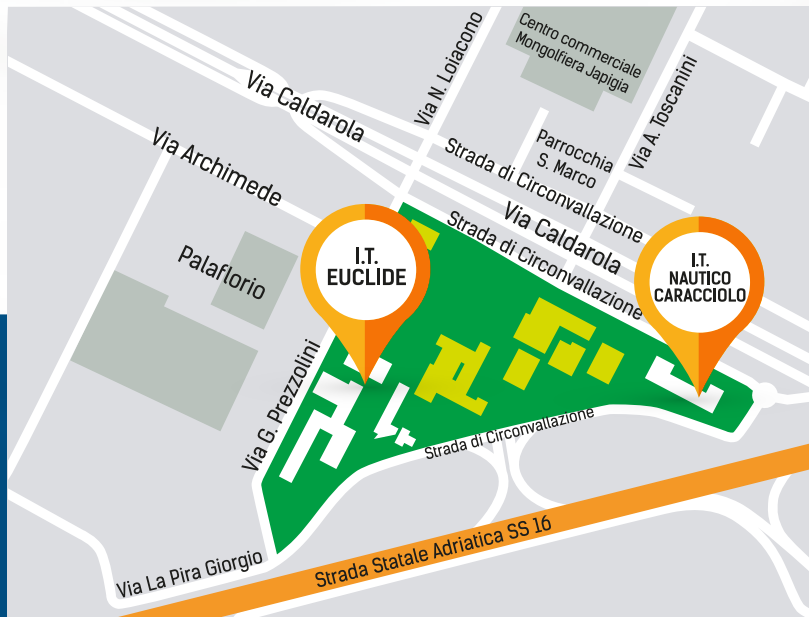 Centro commerciale
Mongolfiera Japigia
Via N. Loiacono
Via A. Toscanini
Via Caldarola
Via Archimede
Strada di Circonvallazione
Parrocchia
S. Marco
Via Caldarola
Strada di Circonvallazione
Palaflorio
I.T.
EUCLIDE
I.T.
NAUTICO
CARACCIOLO
Via G. Prezzolini
Strada di Circonvallazione
Via La Pira Giorgio
Strada Statale Adriatica SS 16